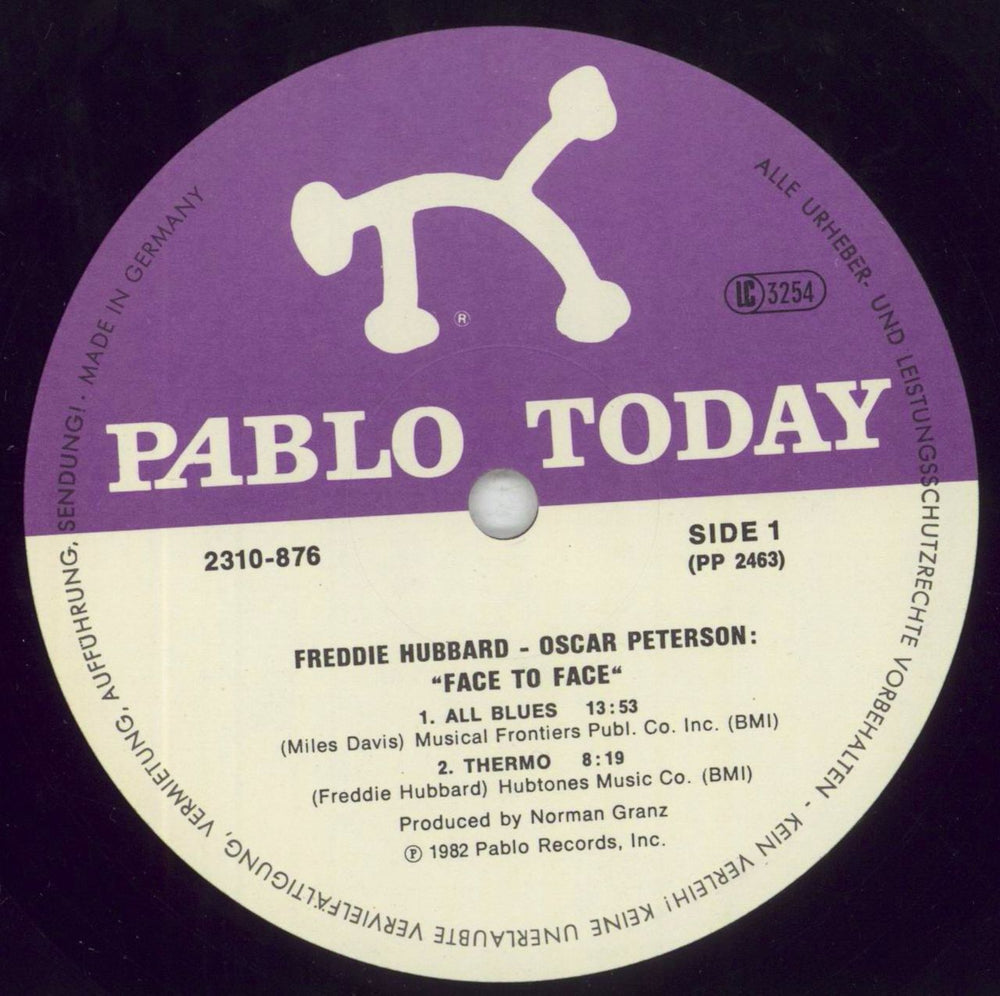 ALLE URHEBER- UND LEISTUNGSSCHUTZRECHTE VORBEHALTEN - KEIN VERLEIH! KEINE UNERLAUBTE VERVIELFÄLTIGUNG, VERMIETUNG, AUFFÜHRUNG, SENDUNG! · MADE IN GERMANY
LC 3254
®
PABLO TODAY
2310-876
SIDE 1
(PP 2463)
FREDDIE HUBBARD - OSCAR PETERSON:
“FACE TO FACE“
1. ALL BLUES 13:53
(Miles Davis) Musical Frontiers Publ. Co. Inc. (BMI)
2. THERMO 8:19
(Freddie Hubbard) Hubtones Music Co. (BMI)
Produced by Norman Granz
℗ 1982 Pablo Records, Inc.